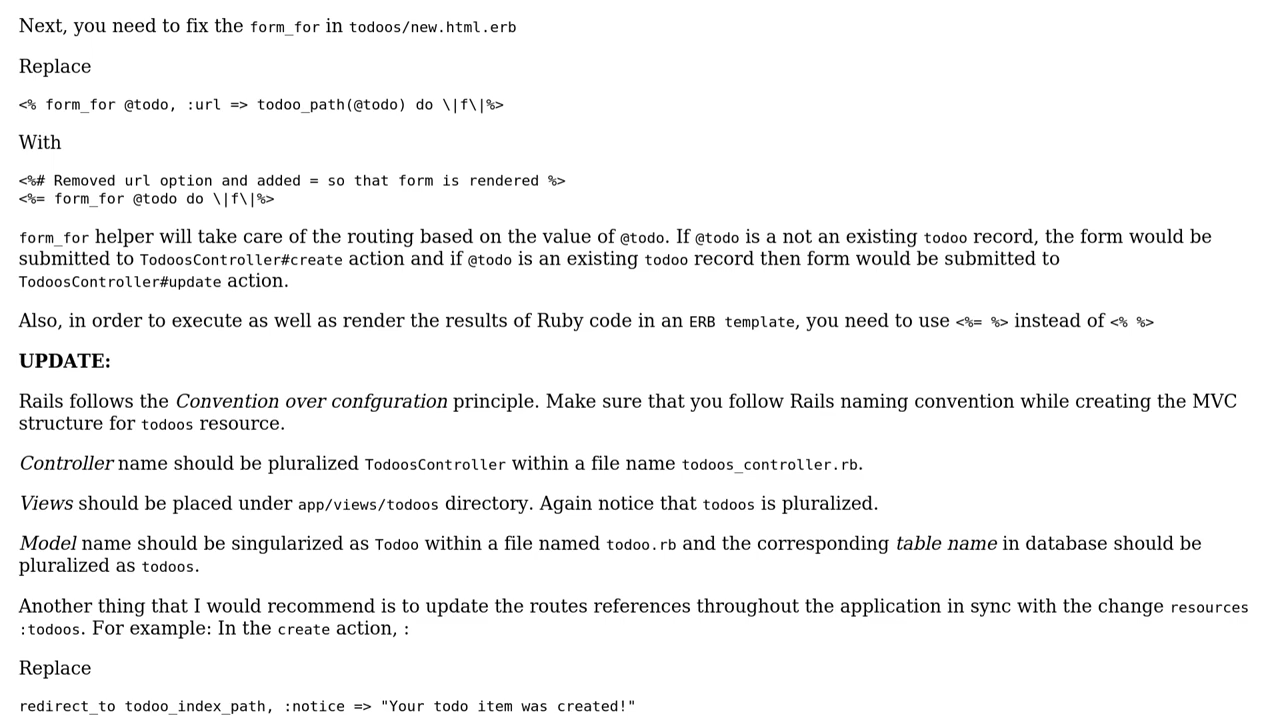 Next, you need to fix the form_for in todoos/new.html.erb
Replace
<% form_for @todo, :url => todoo_path(@todo) do \|f\|%>
With
<%# Removed url option and added = so that form is rendered %>
<%= form_for @todo do \|f\|%>
form_for helper will take care of the routing based on the value of @todo. If @todo is a not an existing todoo record, the form would be
submitted to TodoosController#create action and if @todo is an existing todoo record then form would be submitted to
TodoosController#update action.
Also, in order to execute as well as render the results of Ruby code in an ERB template, you need to use <%= %> instead of <% %>
UPDATE:
Rails follows the Convention over confguration principle. Make sure that you follow Rails naming convention while creating the MVC
structure for todoos resource.
Controller name should be pluralized TodoosController within a file name todoos_controller.rb.
Views should be placed under app/views/todoos directory. Again notice that todoos is pluralized.
Model name should be singularized as Todoo within a file named todoo.rb and the corresponding table name in database should be
pluralized as todoos.
Another thing that I would recommend is to update the routes references throughout the application in sync with the change resources
:todoos. For example: In the create action, :
Replace
redirect_to todoo_index_path, :notice => "Your todo item was created!"